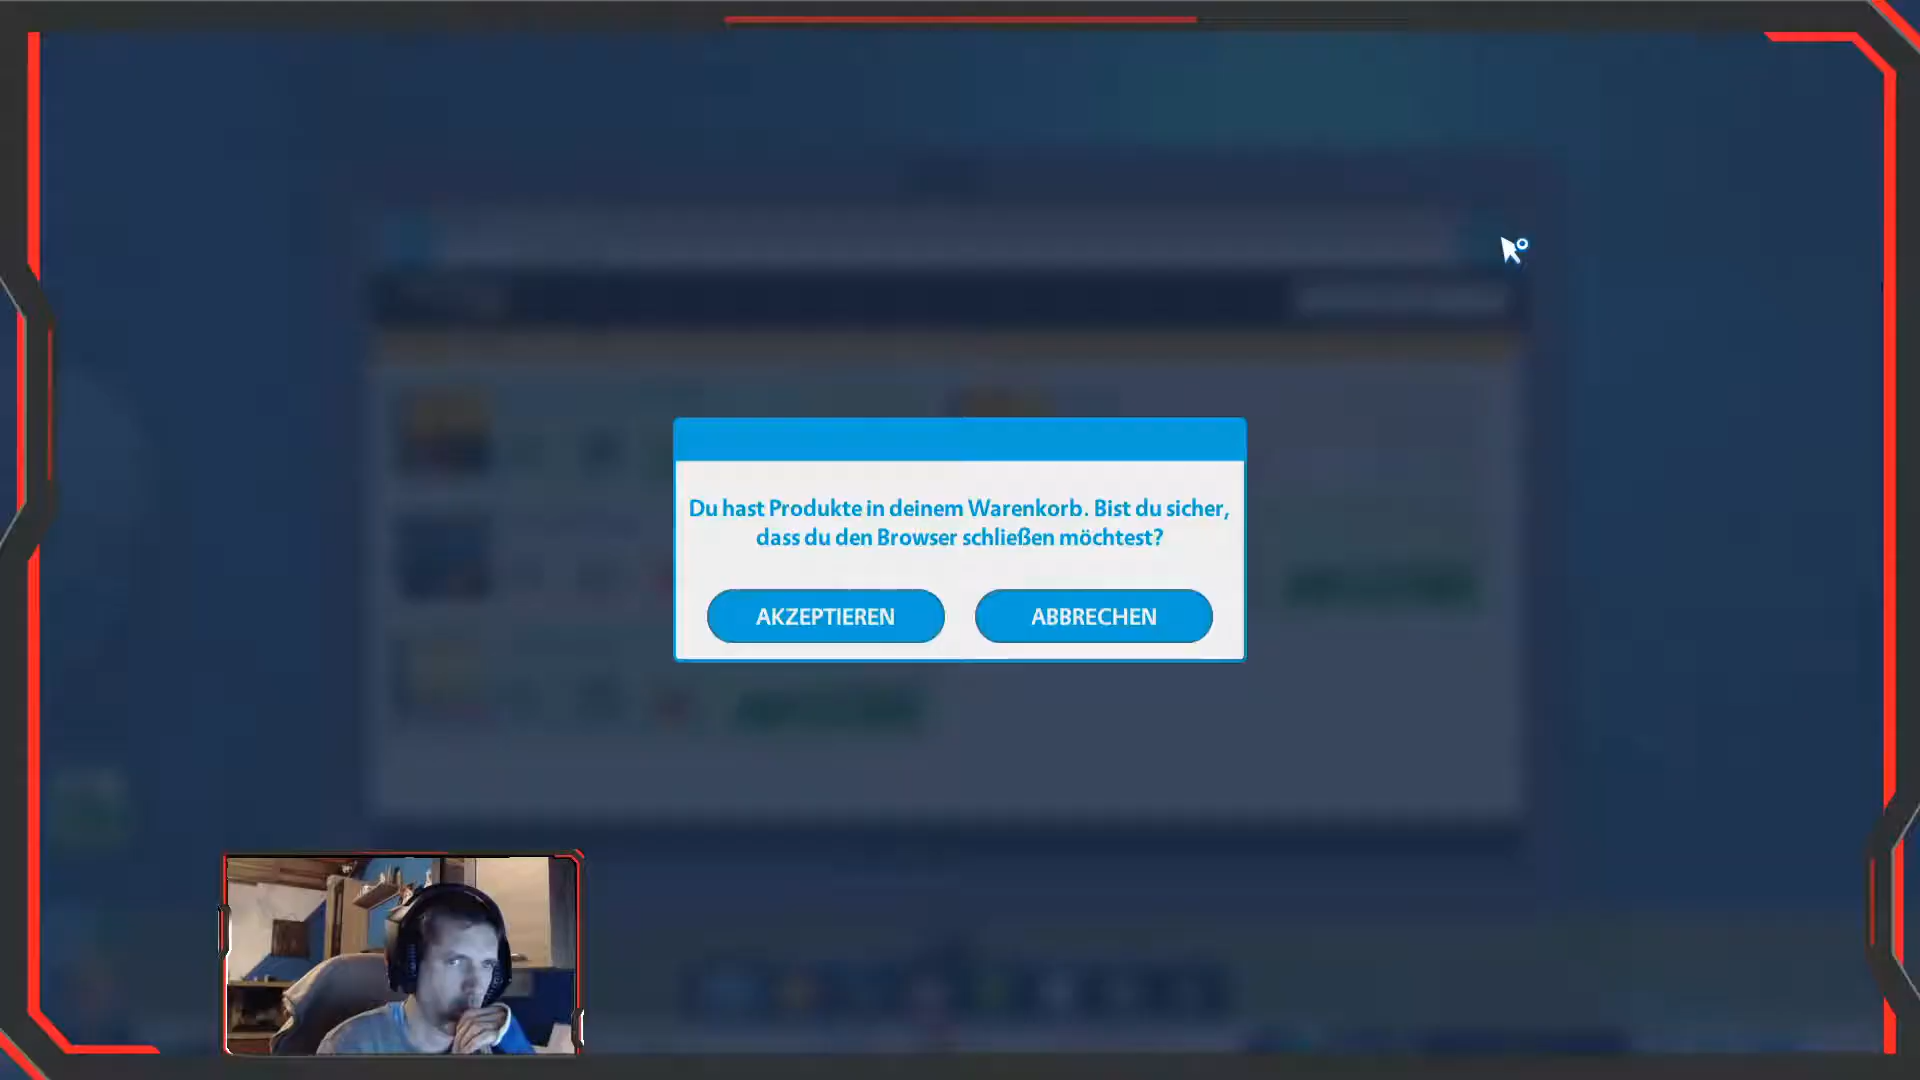 Du hast Produkte in deinem Warenkorb. Bist du sicher,
dass du den Browser schließen möchtest?
AKZEPTIEREN
ABBRECHEN